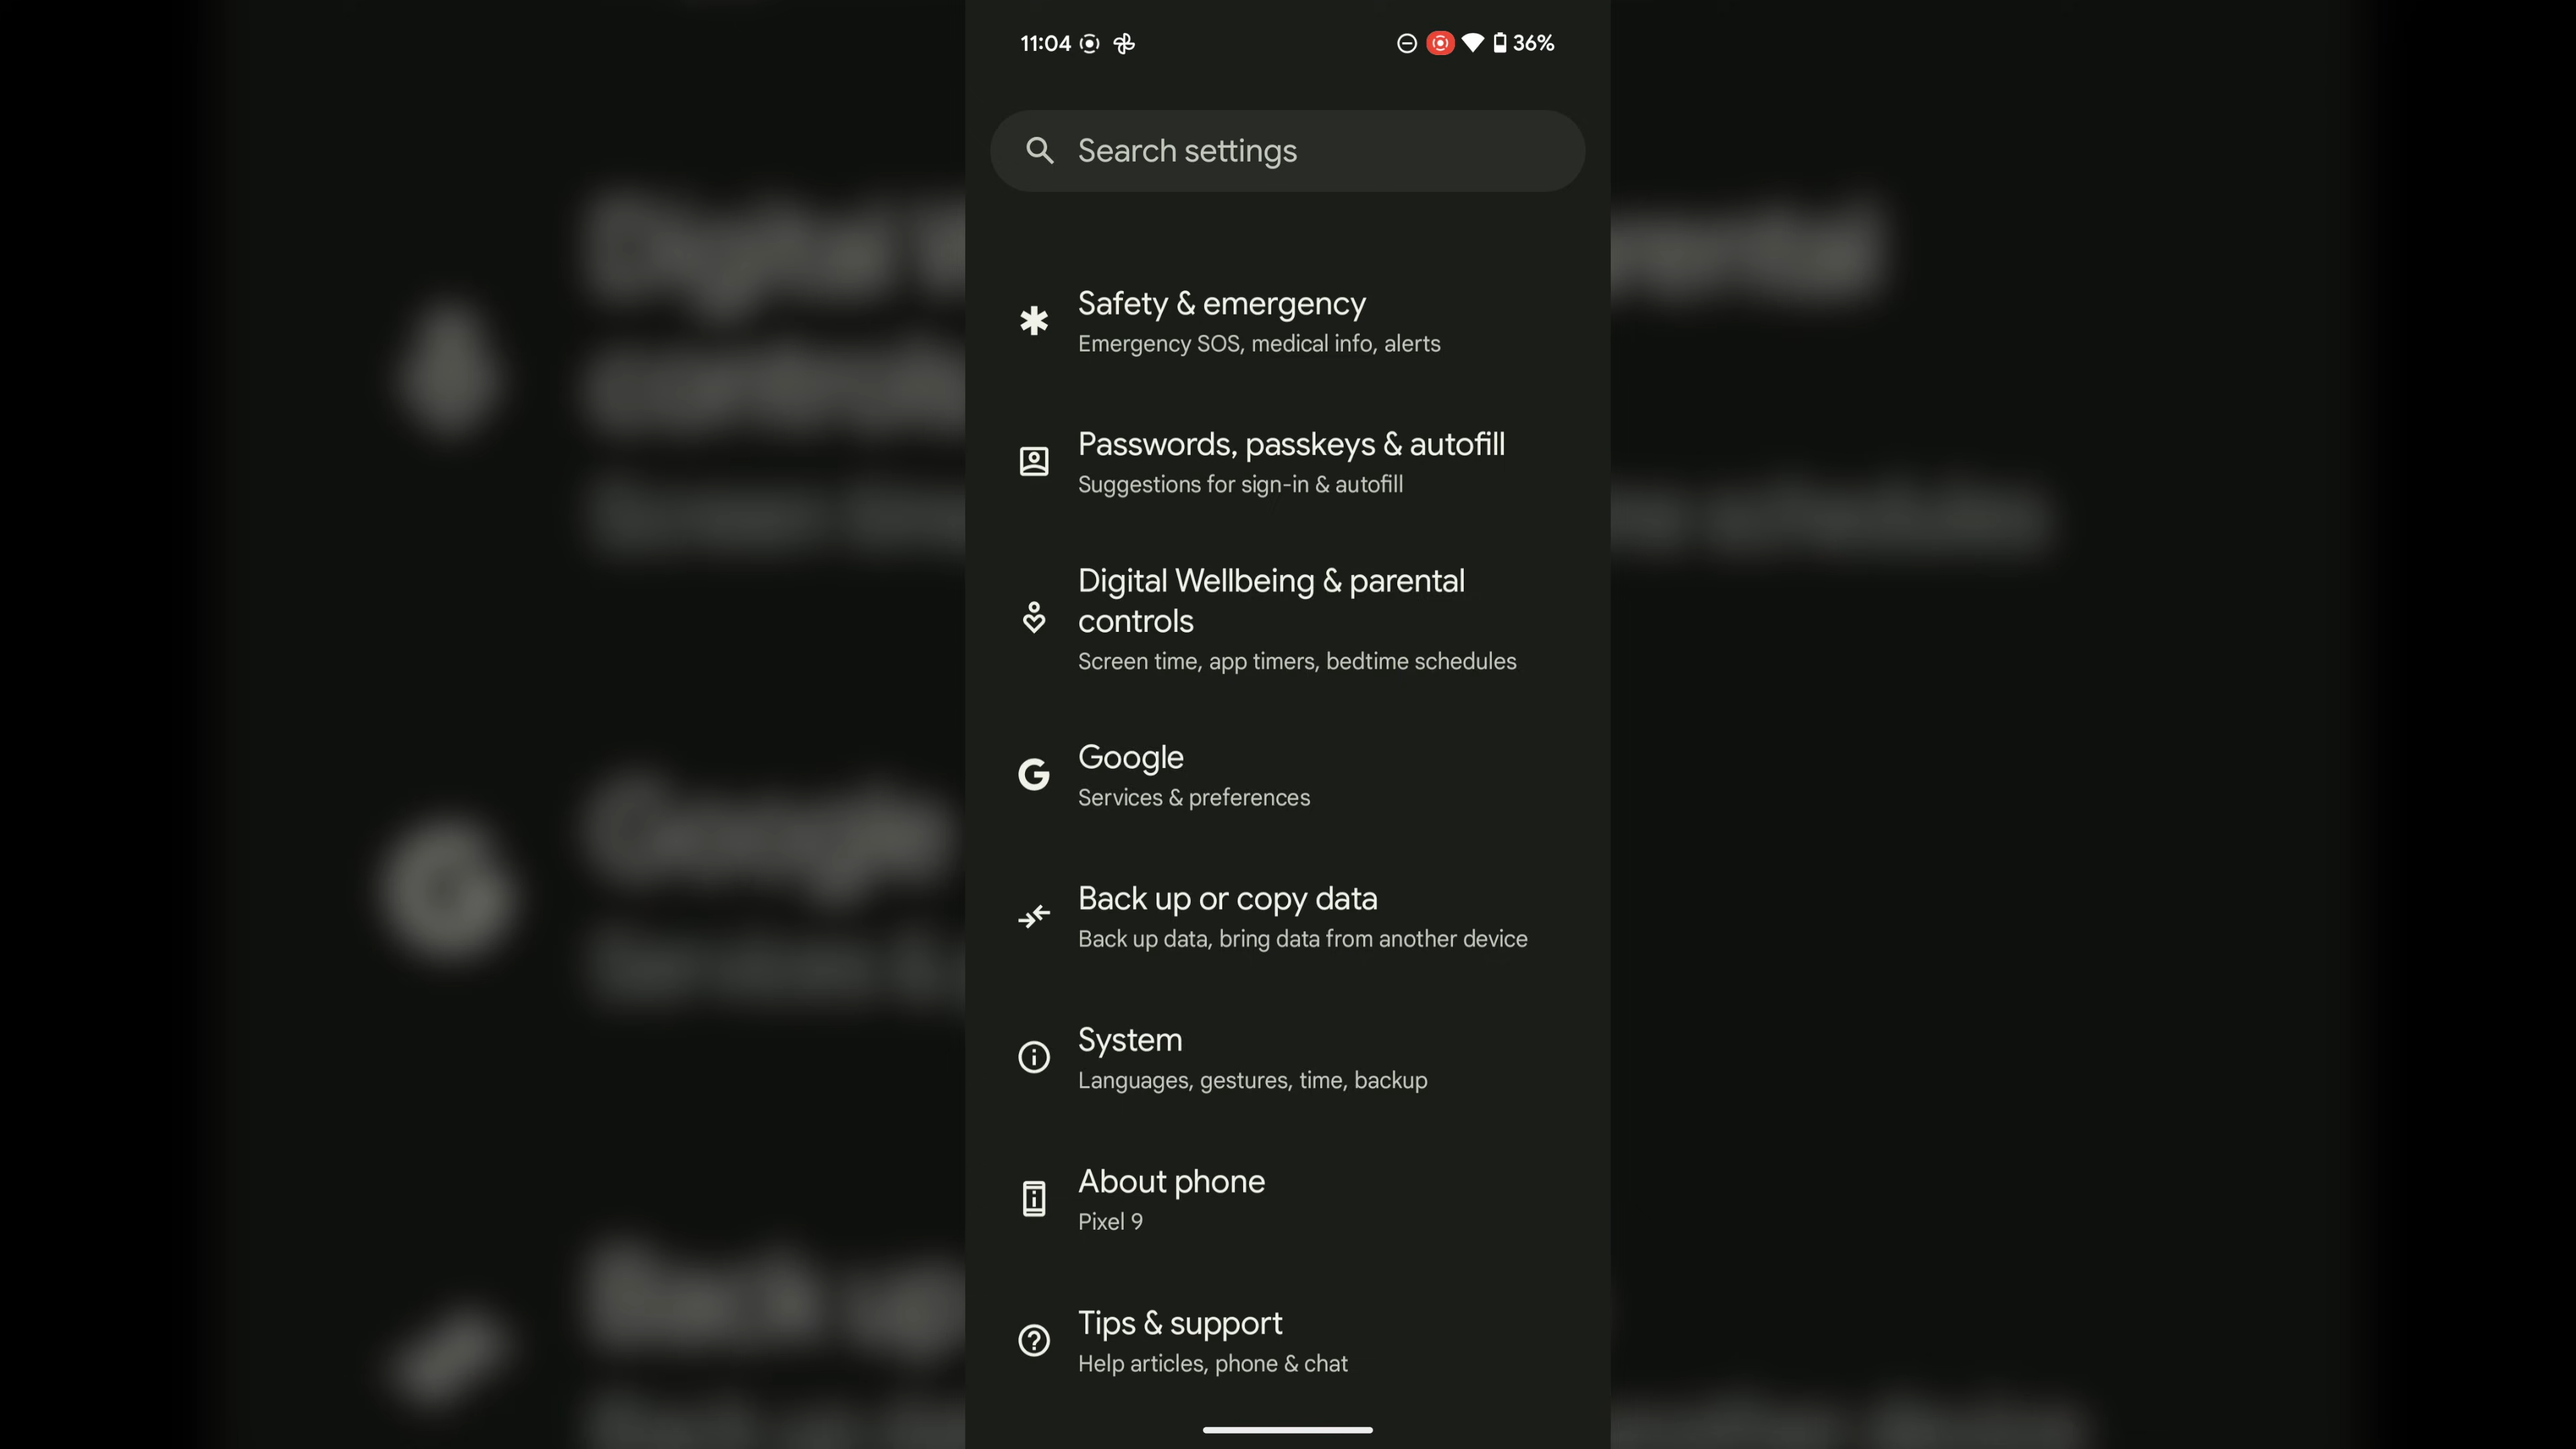 11:04
36%
Search settings
Safety & emergency
Emergency SOS, medical info, alerts
Passwords, passkeys & autofill
Suggestions for sign-in & autofill
Digital Wellbeing & parental
controls
Screen time, app timers, bedtime schedules
Google
Services & preferences
Back up or copy data
Back up data, bring data from another device
System
Languages, gestures, time, backup
About phone
Pixel 9
Tips & support
Help articles, phone & chat